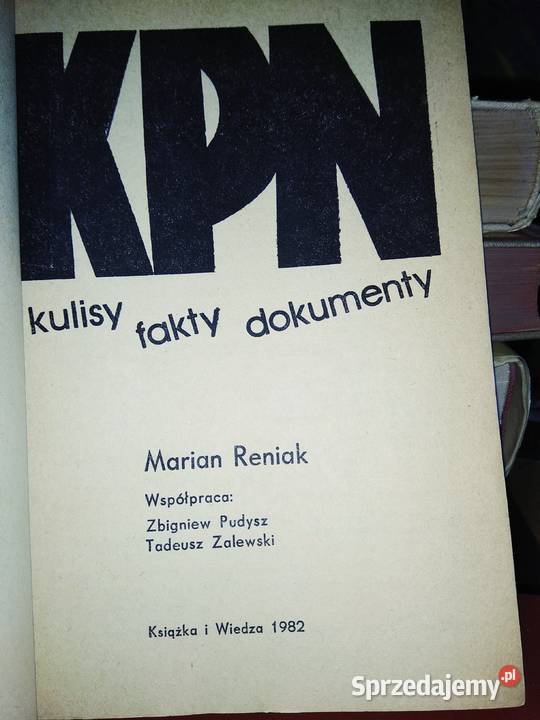 KPN
kulisy fakty dokumenty
Marian Reniak
Współpraca:
Zbigniew Pudysz
Tadeusz Zalewski
Książka i Wiedza 1982
Sprzedajemy.pl